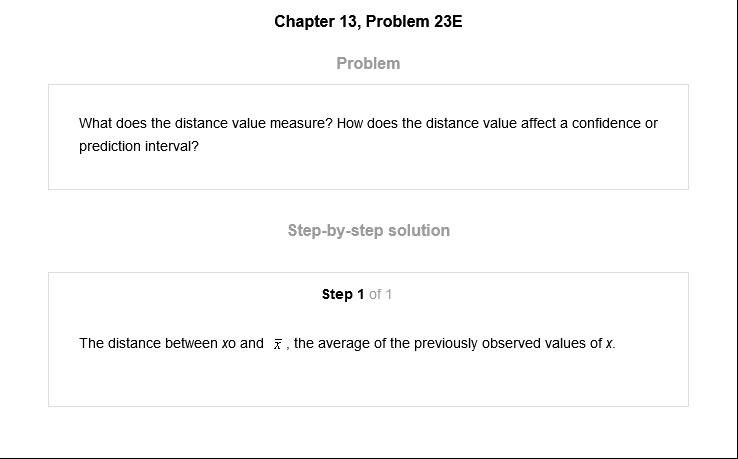 Chapter 13, Problem 23E
Problem
What does the distance value measure? How does the distance value affect a confidence or
prediction interval?
Step-by-step solution
Step 1 of 1
The distance between xo and x̅ , the average of the previously observed values of x.